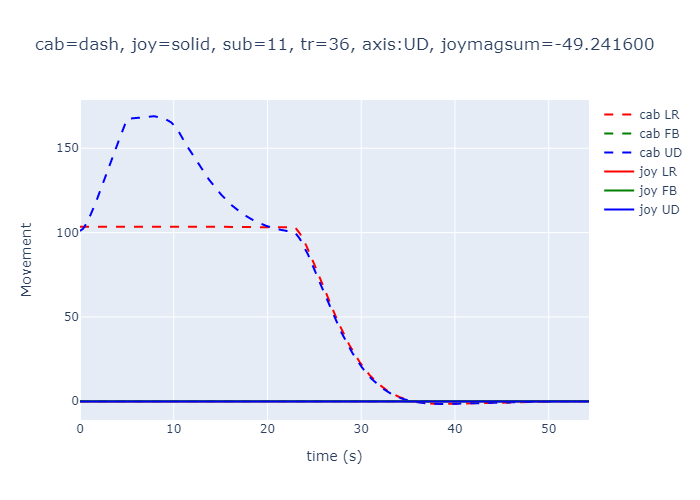 cab=dash, joy=solid, sub=11, tr=36, axis:UD, joymagsum=-49.241600
cab LR
cab FB
cab UD
joy LR
joy FB
joy UD
150
100
50
0
Movement
0 10 20 30 40 50
time (s)